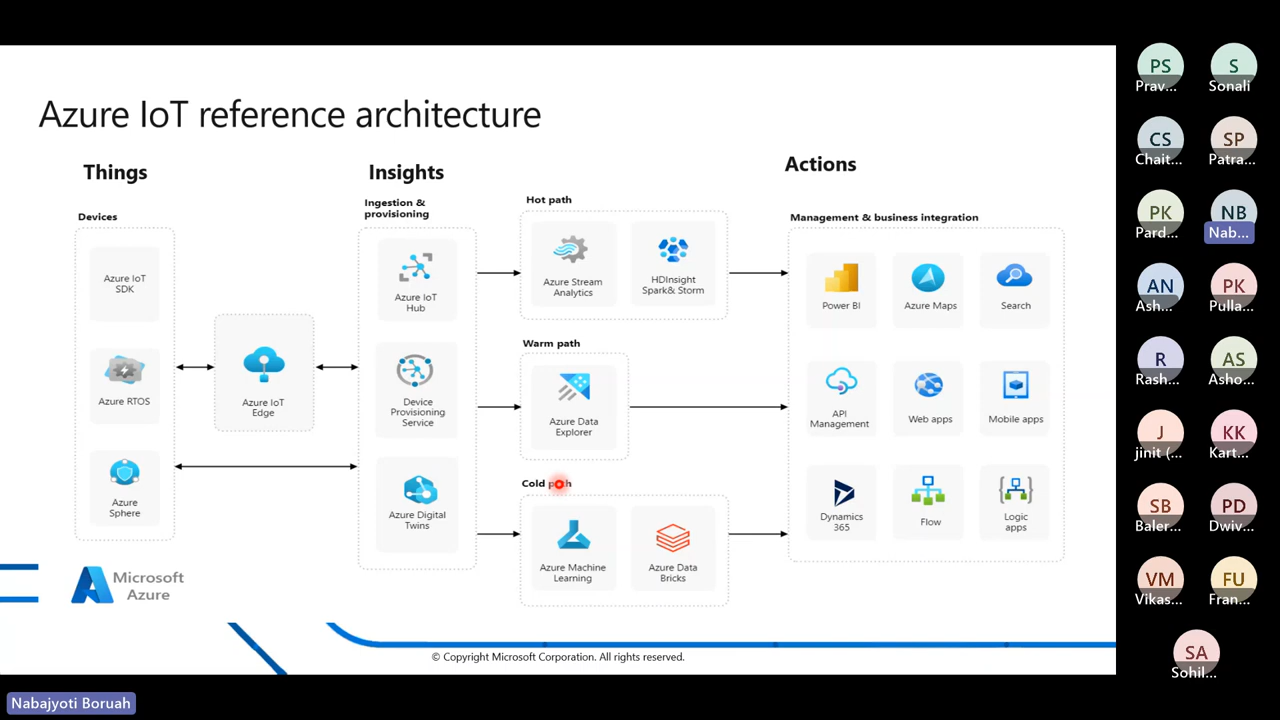 Azure IoT reference architecture
Things
Insights
Actions
Devices
Azure IoT
SDK
Azure RTOS
Azure
Sphere
Azure IoT
Edge
Ingestion &
provisioning
Azure IoT
Hub
Device
Provisioning
Service
Azure Digital
Twins
Hot path
Azure Stream
Analytics
HDInsight
Spark& Storm
Warm path
Azure Data
Explorer
Cold path
Azure Machine
Learning
Azure Data
Bricks
Management & business integration
Power BI
Azure Maps
Search
API
Management
Web apps
Mobile apps
Dynamics
365
Flow
Logic
apps
Microsoft
Azure
© Copyright Microsoft Corporation. All rights reserved.
Nabajyoti Boruah
PS
Prav...
S
Sonali
CS
Chait...
SP
Patra...
PK
Pard...
NB
Nab...
AN
Ash...
PK
Pulla...
R
Rash...
AS
Asho...
J
jinit (...
KK
Kart...
SB
Baler...
PD
Dwiv...
VM
Vikas...
FU
Fran...
SA
Sohil...